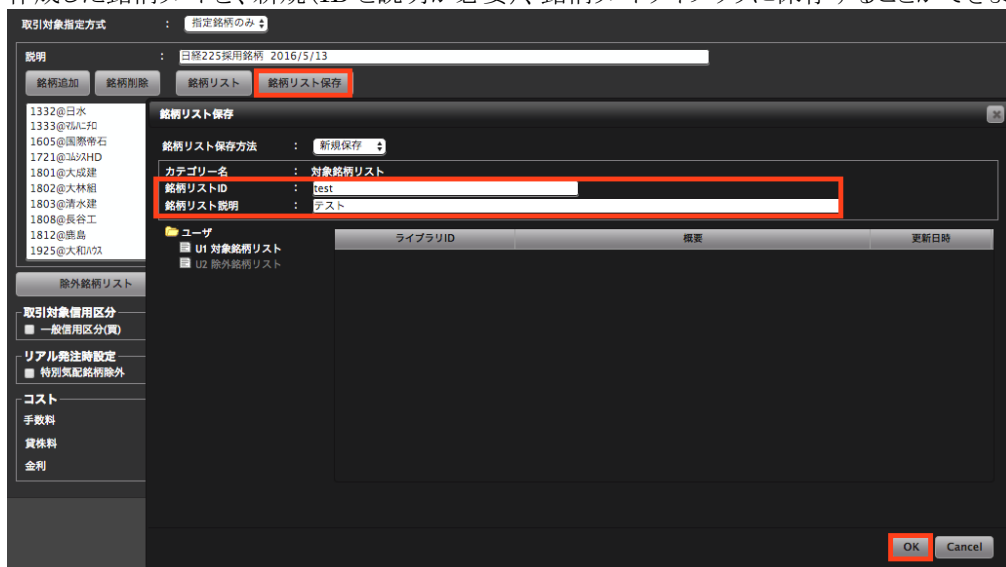 取引対象指定方式 : 指定銘柄のみ
説明 : 日経225採用銘柄 2016/5/13
銘柄追加 銘柄削除 銘柄リスト 銘柄リスト保存
1332@日水
1333@マルハニチロ
1605@国際帝石
1721@コムシスHD
1801@大成建
1802@大林組
1803@清水建
1808@長谷工
1812@鹿島
1925@大和ハウス
除外銘柄リスト
取引対象信用区分
一般信用区分(買)
リアル発注時設定
特別気配銘柄除外
コスト
手数料
貸株料
金利
銘柄リスト保存
銘柄リスト保存方法 : 新規保存
カテゴリー名 : 対象銘柄リスト
銘柄リストID : test
銘柄リスト説明 : テスト
ユーザ
U1 対象銘柄リスト
U2 除外銘柄リスト
ライブラリID 概要 更新日時
OK Cancel